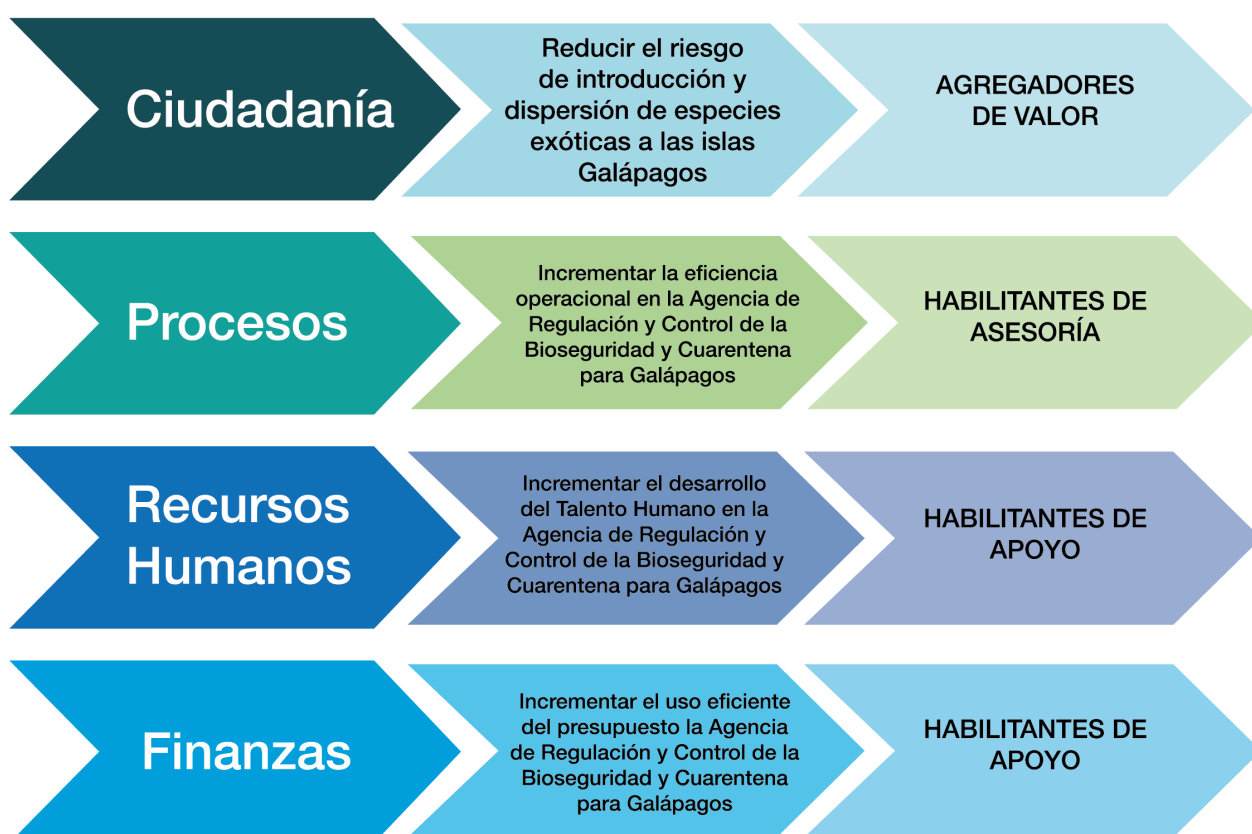 Ciudadanía
Reducir el riesgo
de introducción y
dispersión de especies
exóticas a las islas
Galápagos
AGREGADORES
DE VALOR
Procesos
Incrementar la eficiencia
operacional en la Agencia de
Regulación y Control de la
Bioseguridad y Cuarentena
para Galápagos
HABILITANTES DE
ASESORÍA
Recursos
Humanos
Incrementar el desarrollo
del Talento Humano en la
Agencia de Regulación y
Control de la Bioseguridad y
Cuarentena para Galápagos
HABILITANTES DE
APOYO
Finanzas
Incrementar el uso eficiente
del presupuesto la Agencia
de Regulación y Control de la
Bioseguridad y Cuarentena
para Galápagos
HABILITANTES DE
APOYO